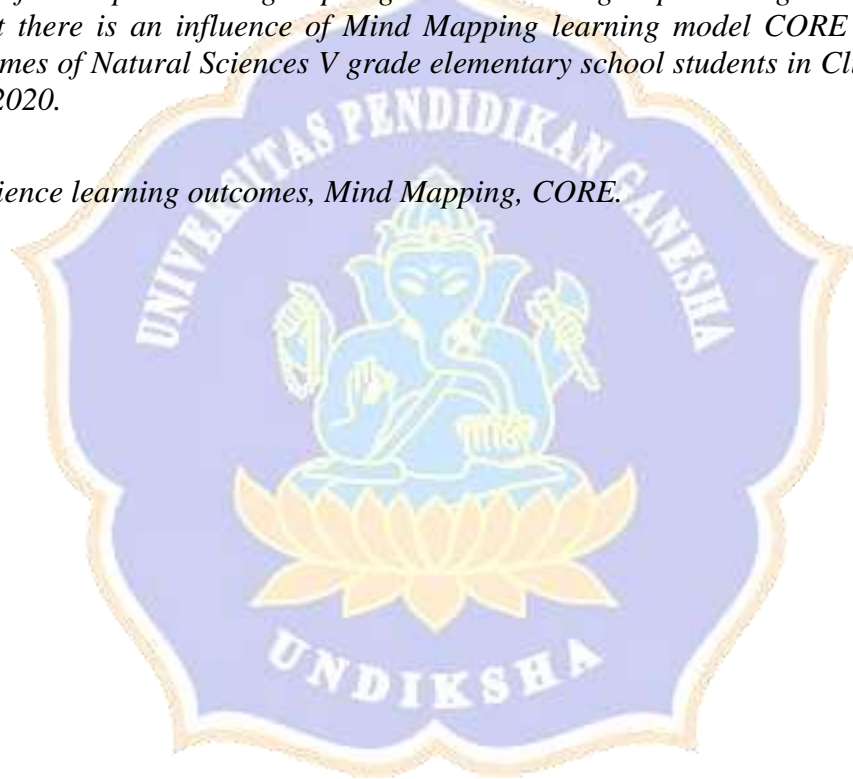 t there is an influence of Mind Mapping learning model CORE
mes of Natural Sciences V grade elementary school students in Cl
2020.
ience learning outcomes, Mind Mapping, CORE.
UNIVERSITAS PENDIDIKAN GANESHA
UNDIKSHA